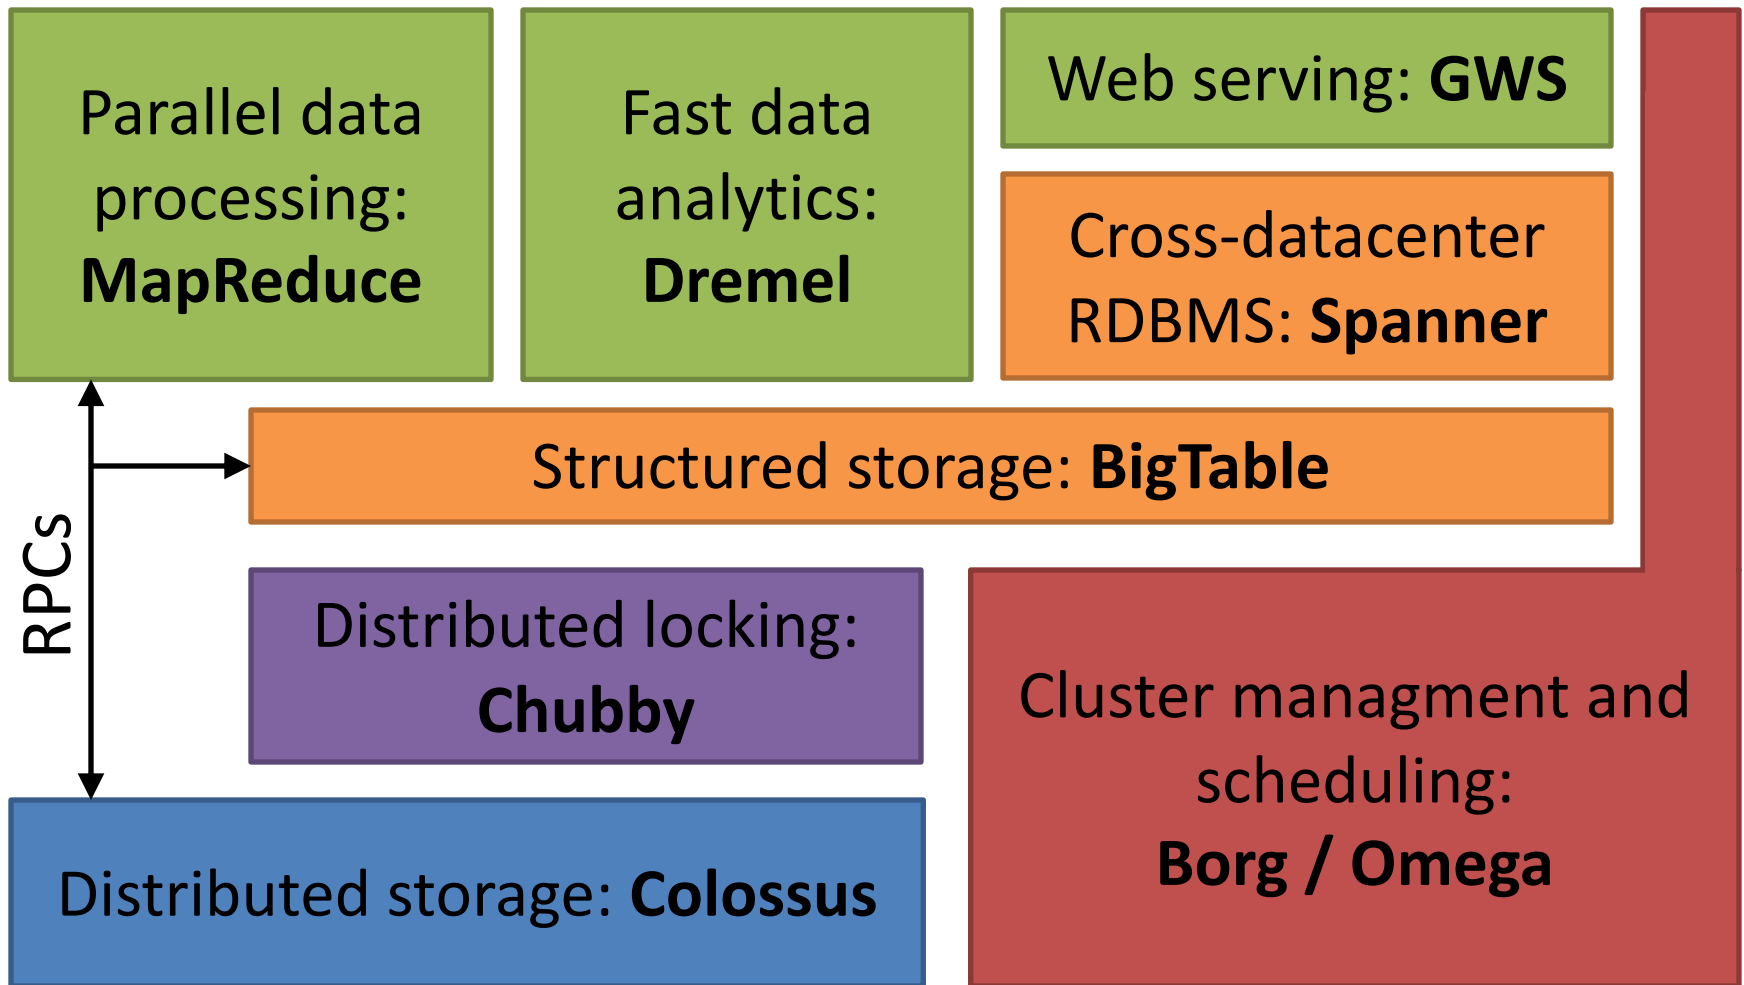 Parallel data
processing:
MapReduce
Fast data
analytics:
Dremel
Web serving: GWS
Cross-datacenter
RDBMS: Spanner
Structured storage: BigTable
RPCs
Distributed locking:
Chubby
Cluster managment and
scheduling:
Borg / Omega
Distributed storage: Colossus